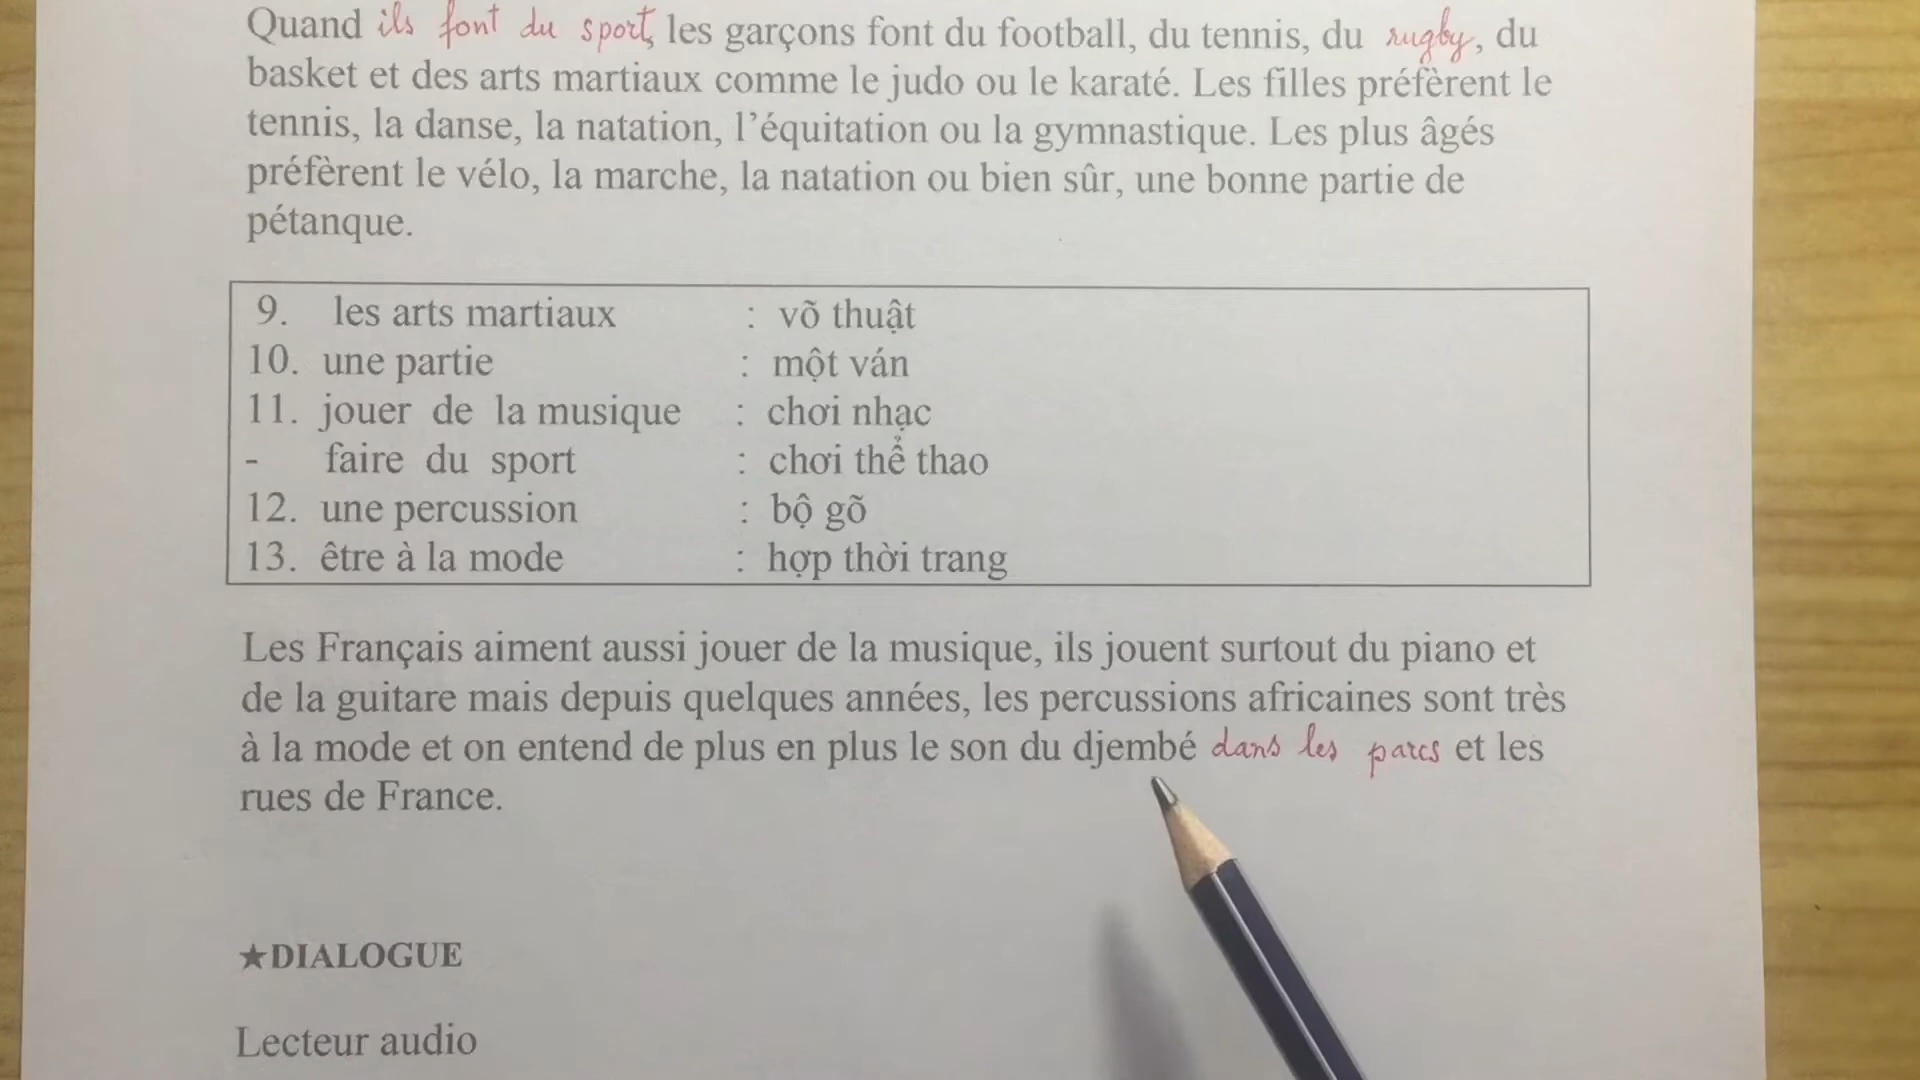 Quand ils font du sport, les garçons font du football, du tennis, du rugby, du
basket et des arts martiaux comme le judo ou le karaté. Les filles préfèrent le
tennis, la danse, la natation, l’équitation ou la gymnastique. Les plus âgés
préfèrent le vélo, la marche, la natation ou bien sûr, une bonne partie de
pétanque.
9. les arts martiaux : võ thuật
10. une partie : một ván
11. jouer de la musique : chơi nhạc
- faire du sport : chơi thể thao
12. une percussion : bộ gõ
13. être à la mode : hợp thời trang
Les Français aiment aussi jouer de la musique, ils jouent surtout du piano et
de la guitare mais depuis quelques années, les percussions africaines sont très
à la mode et on entend de plus en plus le son du djembé dans les parcs et les
rues de France.
★DIALOGUE
Lecteur audio